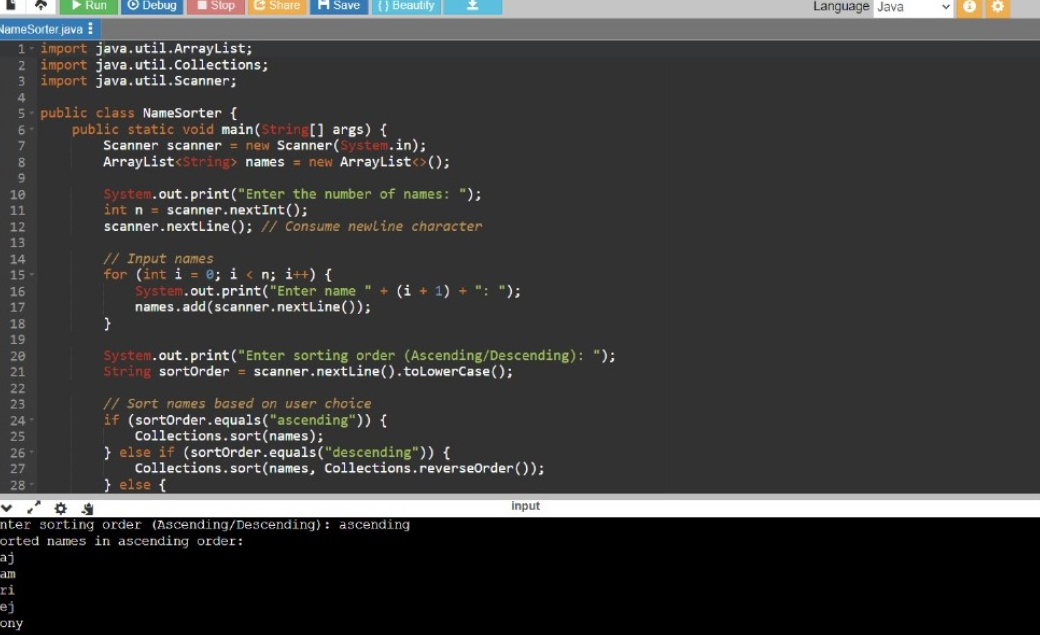 Run Debug Stop Share Save { } Beautify Language Java
NameSorter.java
1 import java.util.ArrayList;
2 import java.util.Collections;
3 import java.util.Scanner;
4
5 public class NameSorter {
6 public static void main(String[] args) {
7 Scanner scanner = new Scanner(System.in);
8 ArrayList<String> names = new ArrayList<>();
9
10 System.out.print("Enter the number of names: ");
11 int n = scanner.nextInt();
12 scanner.nextLine(); // Consume newline character
13
14 // Input names
15 for (int i = 0; i < n; i++) {
16 System.out.print("Enter name " + (i + 1) + ": ");
17 names.add(scanner.nextLine());
18 }
19
20 System.out.print("Enter sorting order (Ascending/Descending): ");
21 String sortOrder = scanner.nextLine().toLowerCase();
22
23 // Sort names based on user choice
24 if (sortOrder.equals("ascending")) {
25 Collections.sort(names);
26 } else if (sortOrder.equals("descending")) {
27 Collections.sort(names, Collections.reverseOrder());
28 } else {
input
nter sorting order (Ascending/Descending): ascending
orted names in ascending order:
aj
am
ri
ej
ony